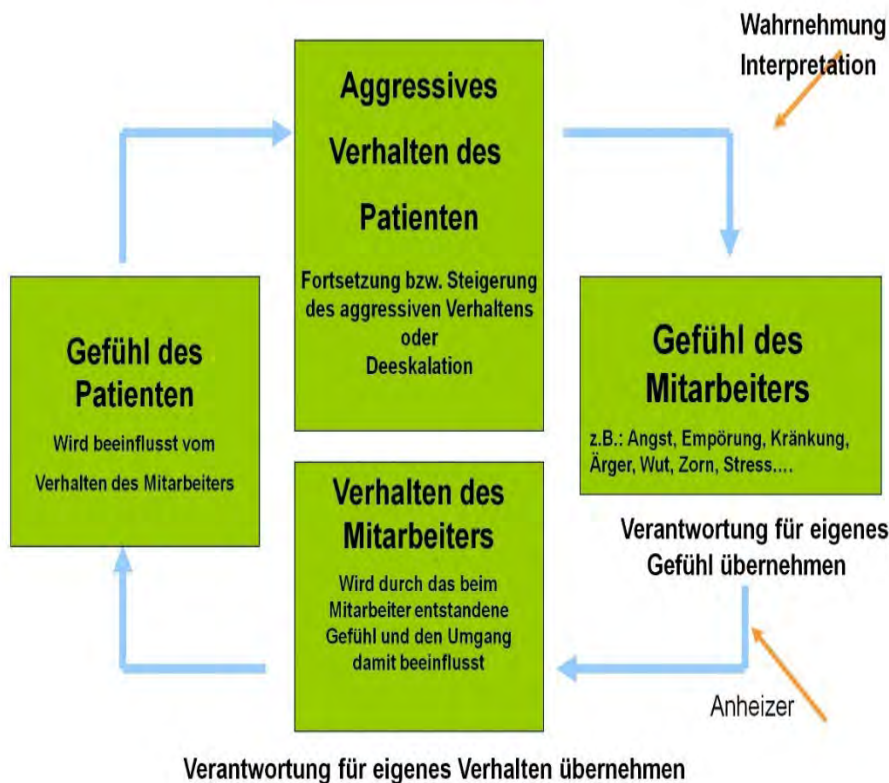 Wahrnehmung
Interpretation
Aggressives
Verhalten des
Patienten
Fortsetzung bzw. Steigerung
des aggressiven Verhaltens
oder
Deeskalation
Gefühl des
Mitarbeiters
z.B.: Angst, Empörung, Kränkung,
Ärger, Wut, Zorn, Stress....
Verantwortung für eigenes
Gefühl übernehmen
Anheizer
Verhalten des
Mitarbeiters
Wird durch das beim
Mitarbeiter entstandene
Gefühl und den Umgang
damit beeinflusst
Verantwortung für eigenes Verhalten übernehmen
Gefühl des
Patienten
Wird beeinflusst vom
Verhalten des Mitarbeiters